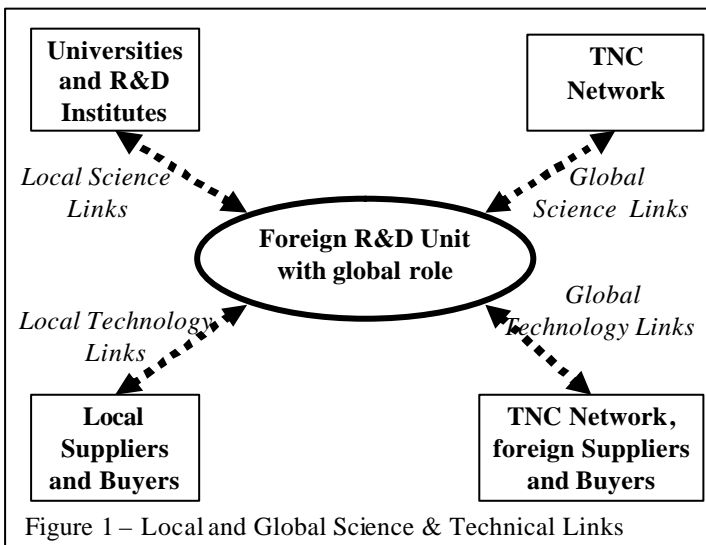 Universities
and R&D
Institutes
TNC
Network
Local Science
Links
Global
Science Links
Foreign R&D Unit
with global role
Local Technology
Links
Global
Technology Links
Local
Suppliers
and Buyers
TNC Network,
foreign Suppliers
and Buyers
Figure 1 – Local and Global Science & Technical Links